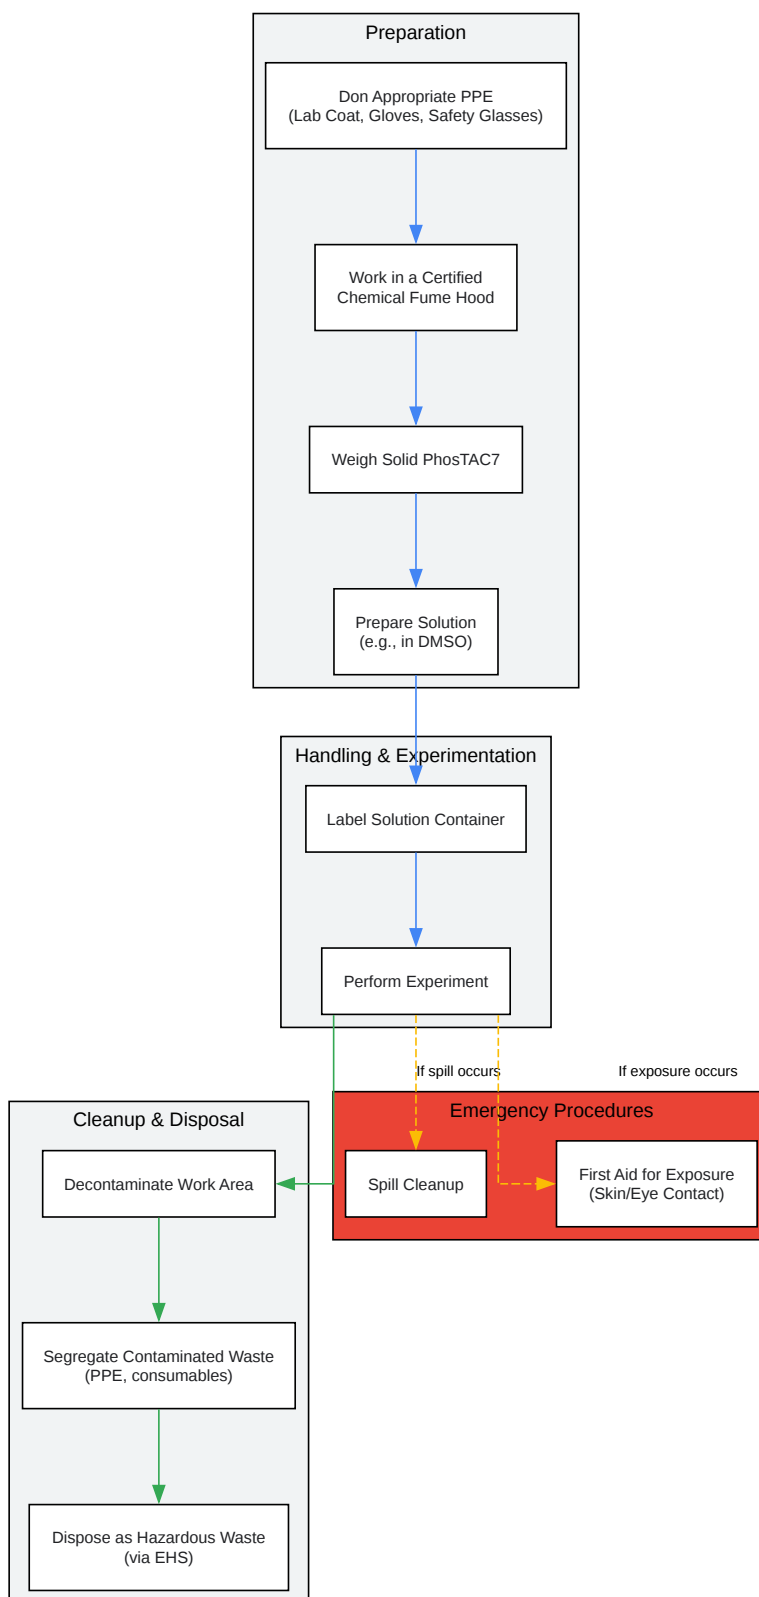 Preparation
Don Appropriate PPE
(Lab Coat, Gloves, Safety Glasses)
Work in a Certified
Chemical Fume Hood
Weigh Solid PhosTAC7
Prepare Solution
(e.g., in DMSO)
Handling & Experimentation
Label Solution Container
Perform Experiment
If spill occurs
If exposure occurs
Emergency Procedures
Spill Cleanup
First Aid for Exposure
(Skin/Eye Contact)
Cleanup & Disposal
Decontaminate Work Area
Segregate Contaminated Waste
(PPE, consumables)
Dispose as Hazardous Waste
(via EHS)